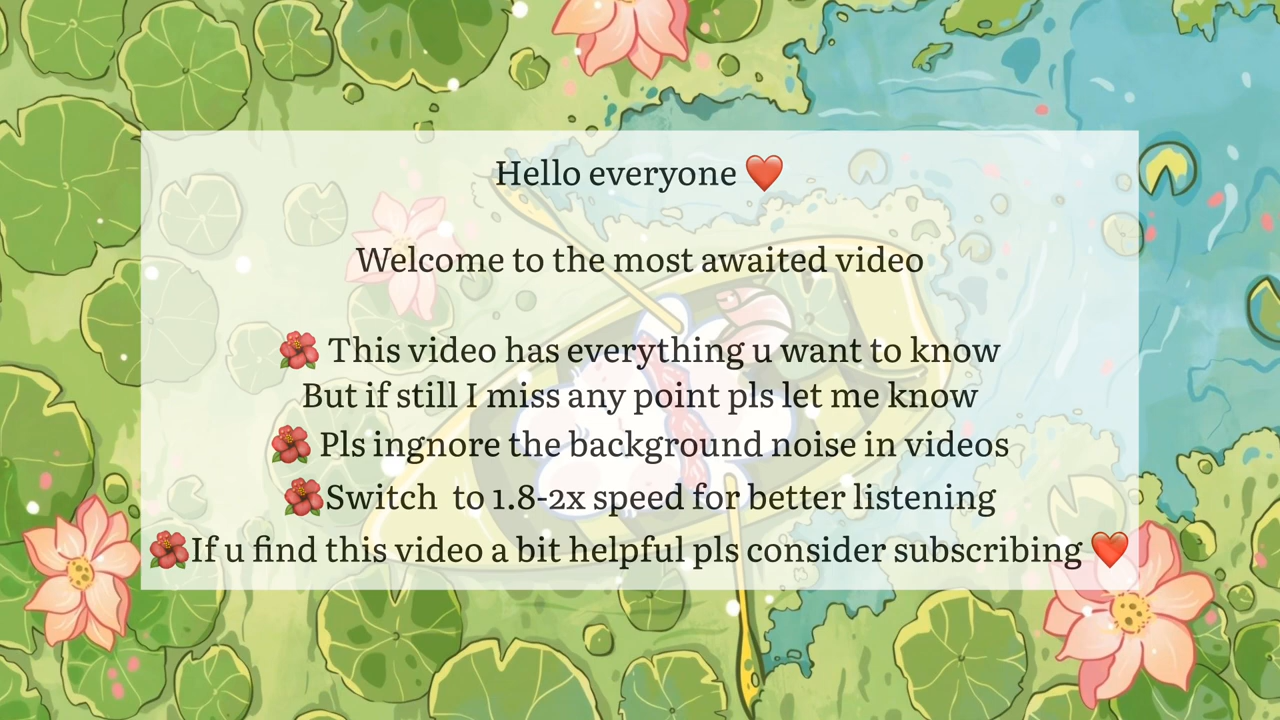 Hello everyone ❤️
Welcome to the most awaited video
🌺 This video has everything u want to know
But if still I miss any point pls let me know
🌺 Pls ingnore the background noise in videos
🌺Switch  to 1.8-2x speed for better listening
🌺If u find this video a bit helpful pls consider subscribing ❤️